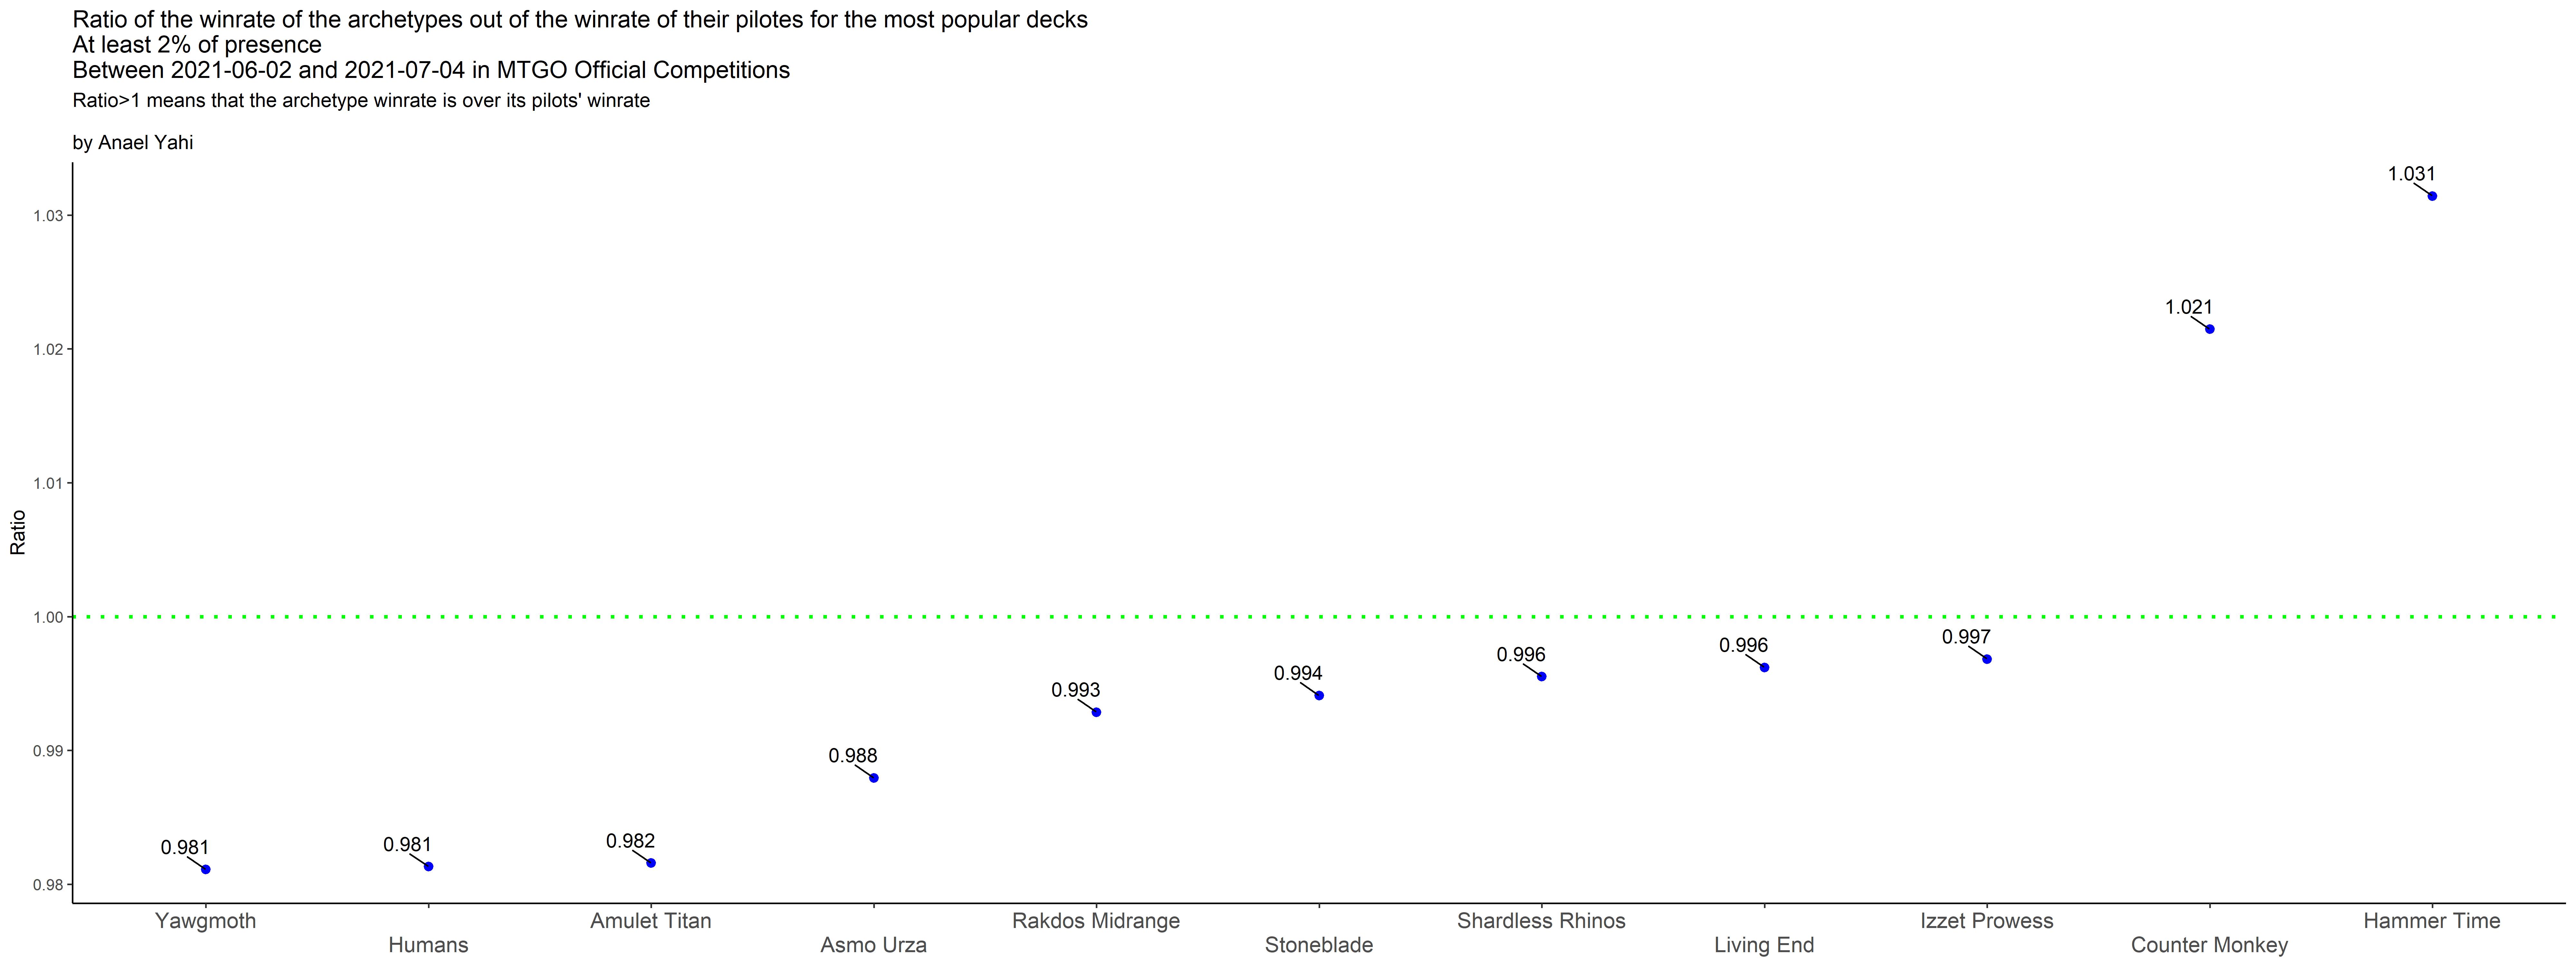 Ratio of the winrate of the archetypes out of the winrate of their pilotes for the most popular decks
At least 2% of presence
Between 2021-06-02 and 2021-07-04 in MTGO Official Competitions
Ratio>1 means that the archetype winrate is over its pilots' winrate
by Anael Yahi
Ratio
1.03
1.02
1.01
1.00
0.99
0.98
0.981
0.981
0.982
0.988
0.993
0.994
0.996
0.996
0.997
1.021
1.031
Yawgmoth
Humans
Amulet Titan
Asmo Urza
Rakdos Midrange
Stoneblade
Shardless Rhinos
Living End
Izzet Prowess
Counter Monkey
Hammer Time